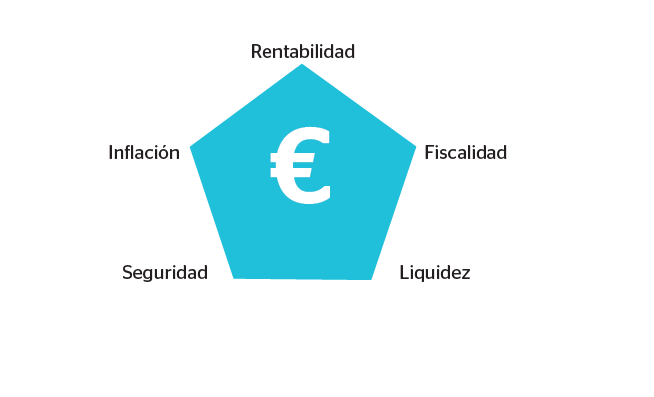 Rentabilidad
Inflación
€
Fiscalidad
Seguridad
Liquidez